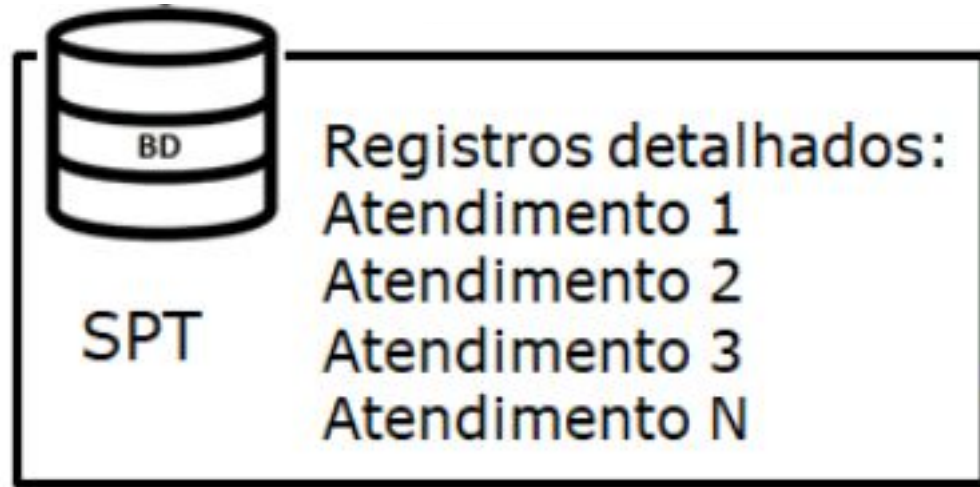 BD
SPT
Registros detalhados:
Atendimento 1
Atendimento 2
Atendimento 3
Atendimento N